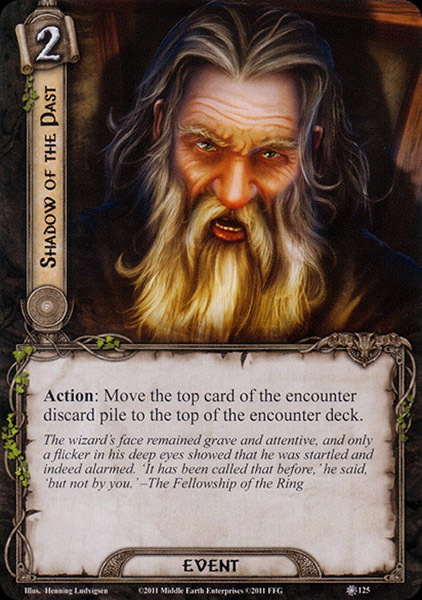 2
SHADOW OF THE PAST
Action: Move the top card of the encounter
discard pile to the top of the encounter deck.
The wizard's face remained grave and attentive, and only
a flicker in his deep eyes showed that he was startled and
indeed alarmed. ‘It has been called that before,’ he said,
‘but not by you.’ –The Fellowship of the Ring
EVENT
Illus. Henning Ludvigsen ©2011 Middle Earth Enterprises ©2011 FFG 125